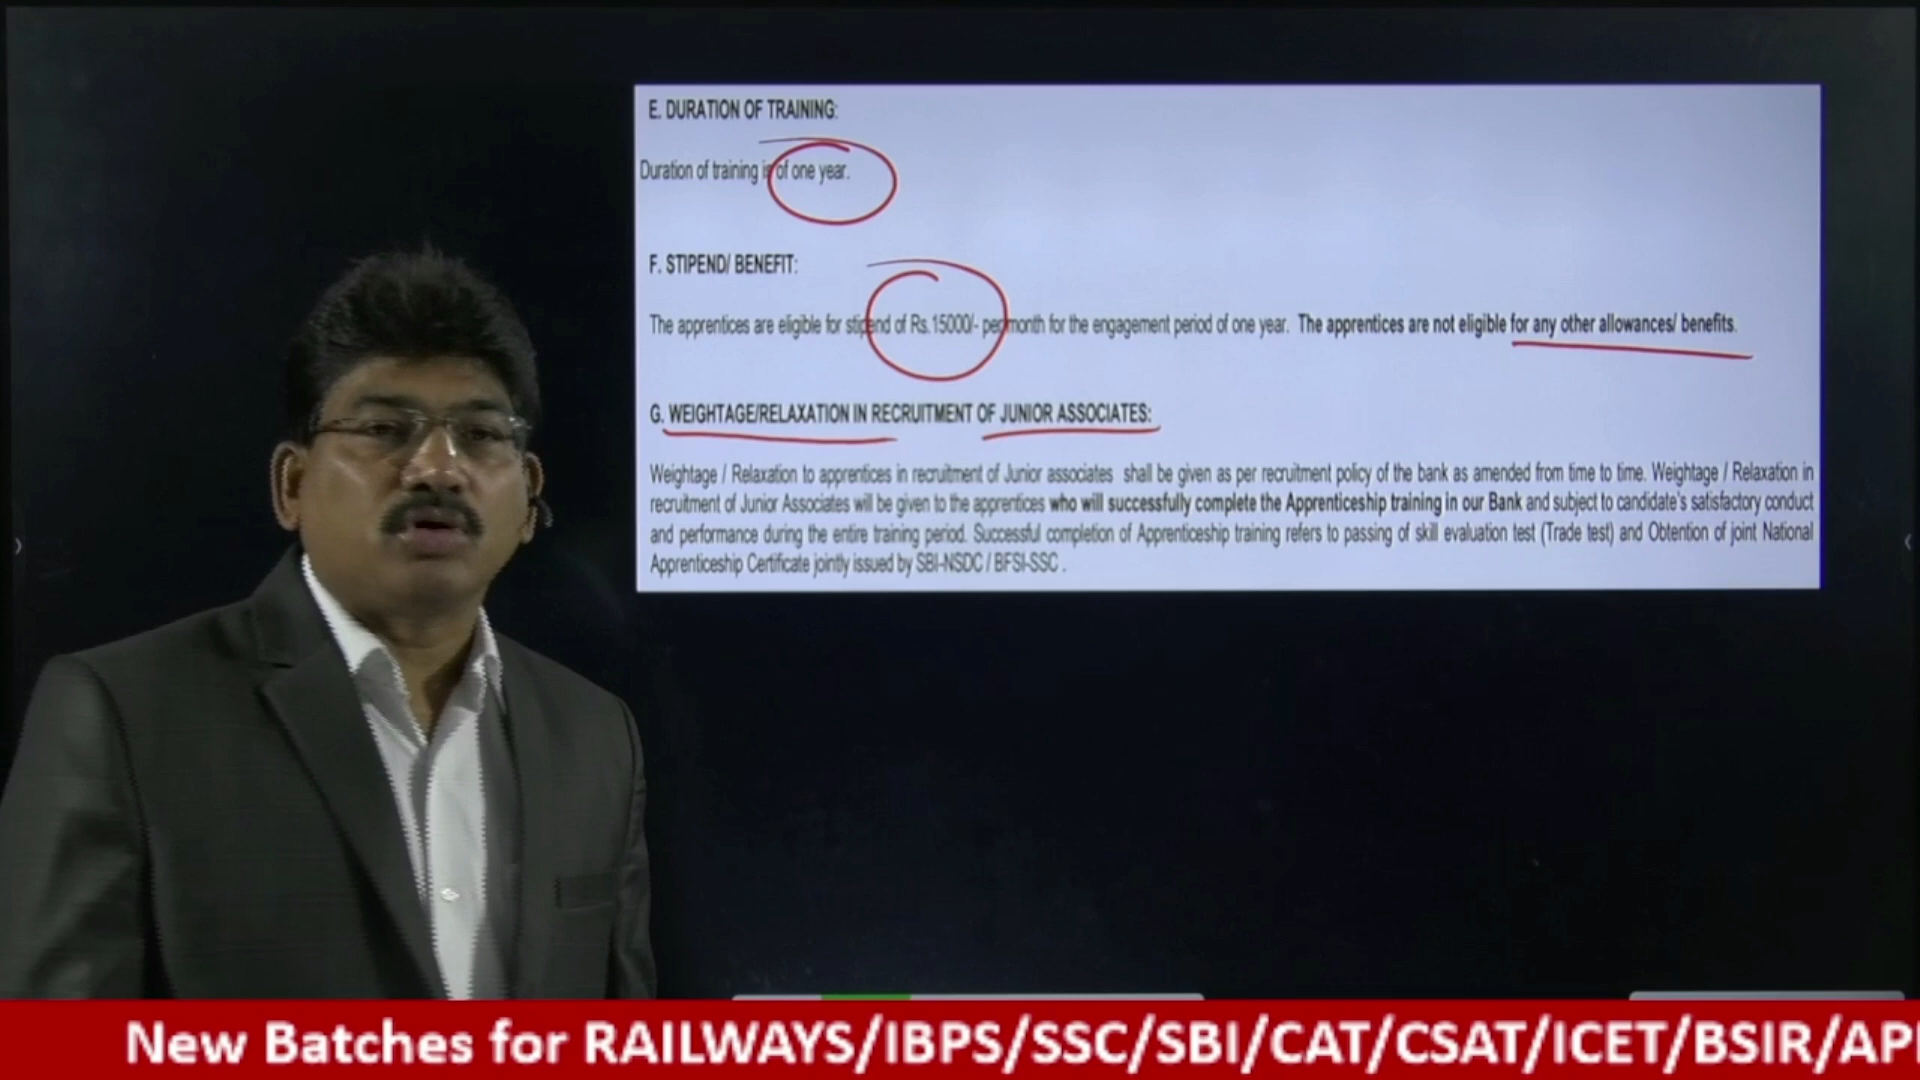 E. DURATION OF TRAINING:
Duration of training is of one year.
F. STIPEND/ BENEFIT:
The apprentices are eligible for stipend of Rs.15000/- per month for the engagement period of one year. The apprentices are not eligible for any other allowances/ benefits.
G. WEIGHTAGE/RELAXATION IN RECRUITMENT OF JUNIOR ASSOCIATES:
Weightage / Relaxation to apprentices in recruitment of Junior associates shall be given as per recruitment policy of the bank as amended from time to time. Weightage / Relaxation in
recruitment of Junior Associates will be given to the apprentices who will successfully complete the Apprenticeship training in our Bank and subject to candidate's satisfactory conduct
and performance during the entire training period. Successful completion of Apprenticeship training refers to passing of skill evaluation test (Trade test) and Obtention of joint National
Apprenticeship Certificate jointly issued by SBI-NSDC / BFSI-SSC .
New Batches for RAILWAYS/IBPS/SSC/SBI/CAT/CSAT/ICET/BSIR/AP